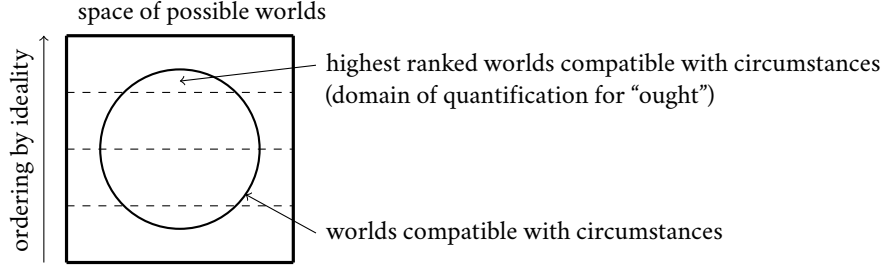 space of possible worlds
ordering by ideality
highest ranked worlds compatible with circumstances
(domain of quantification for “ought”)
worlds compatible with circumstances